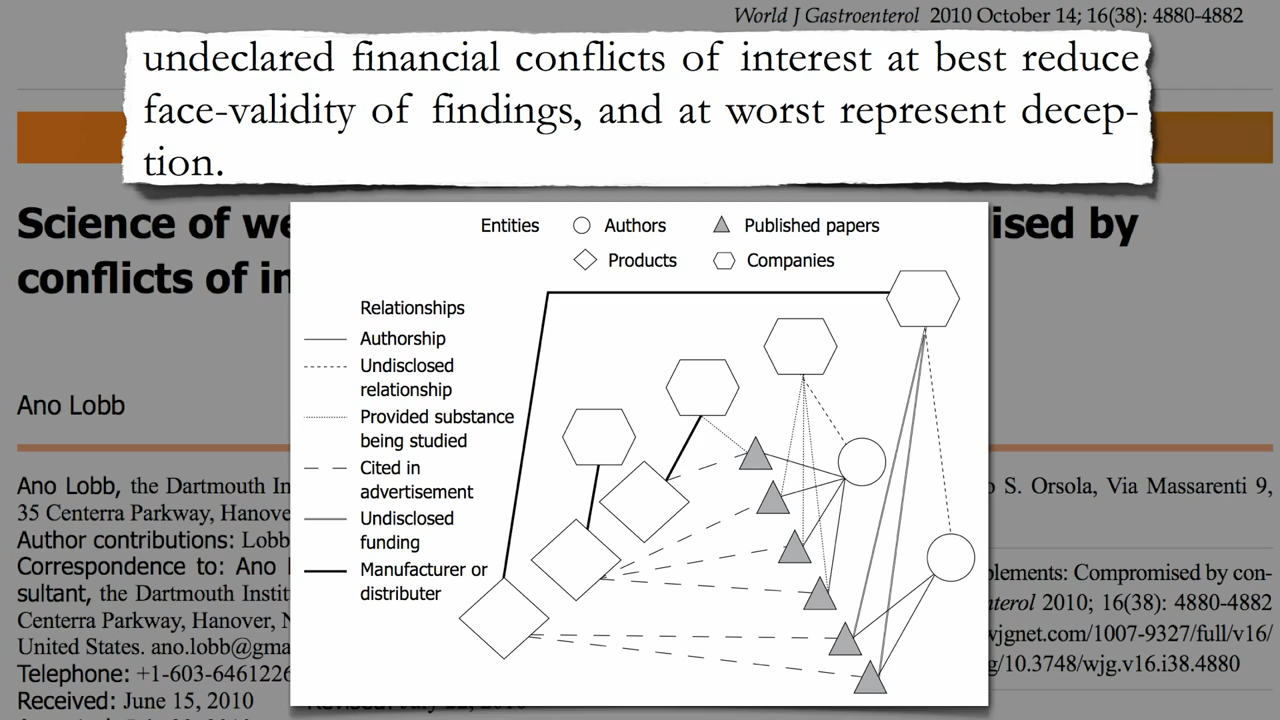 World J Gastroenterol 2010 October 14; 16(38): 4880-4882
undeclared financial conflicts of interest at best reduce
face-validity of findings, and at worst represent decep-
tion.
Science of
ised by
conflicts of
Entities
Authors
Published papers
Products
Companies
Relationships
Authorship
Undisclosed
relationship
Provided substance
being studied
Cited in
advertisement
Undisclosed
funding
Manufacturer or
distributer
Ano Lobb
Ano Lobb, the Dartmouth In
35 Centerra Parkway, Hanove
Author contributions: Lobb
Correspondence to: Ano
sultant, the Dartmouth Instit
Centerra Parkway, Hanover,
United States. ano.lobb@gma
Telephone: +1-603-6461226
Received: June 15, 2010
S. Orsola, Via Massarenti 9,
plements: Compromised by con-
terol 2010; 16(38): 4880-4882
wjgnet.com/1007-9327/full/v16/
g/10.3748/wjg.v16.i38.4880